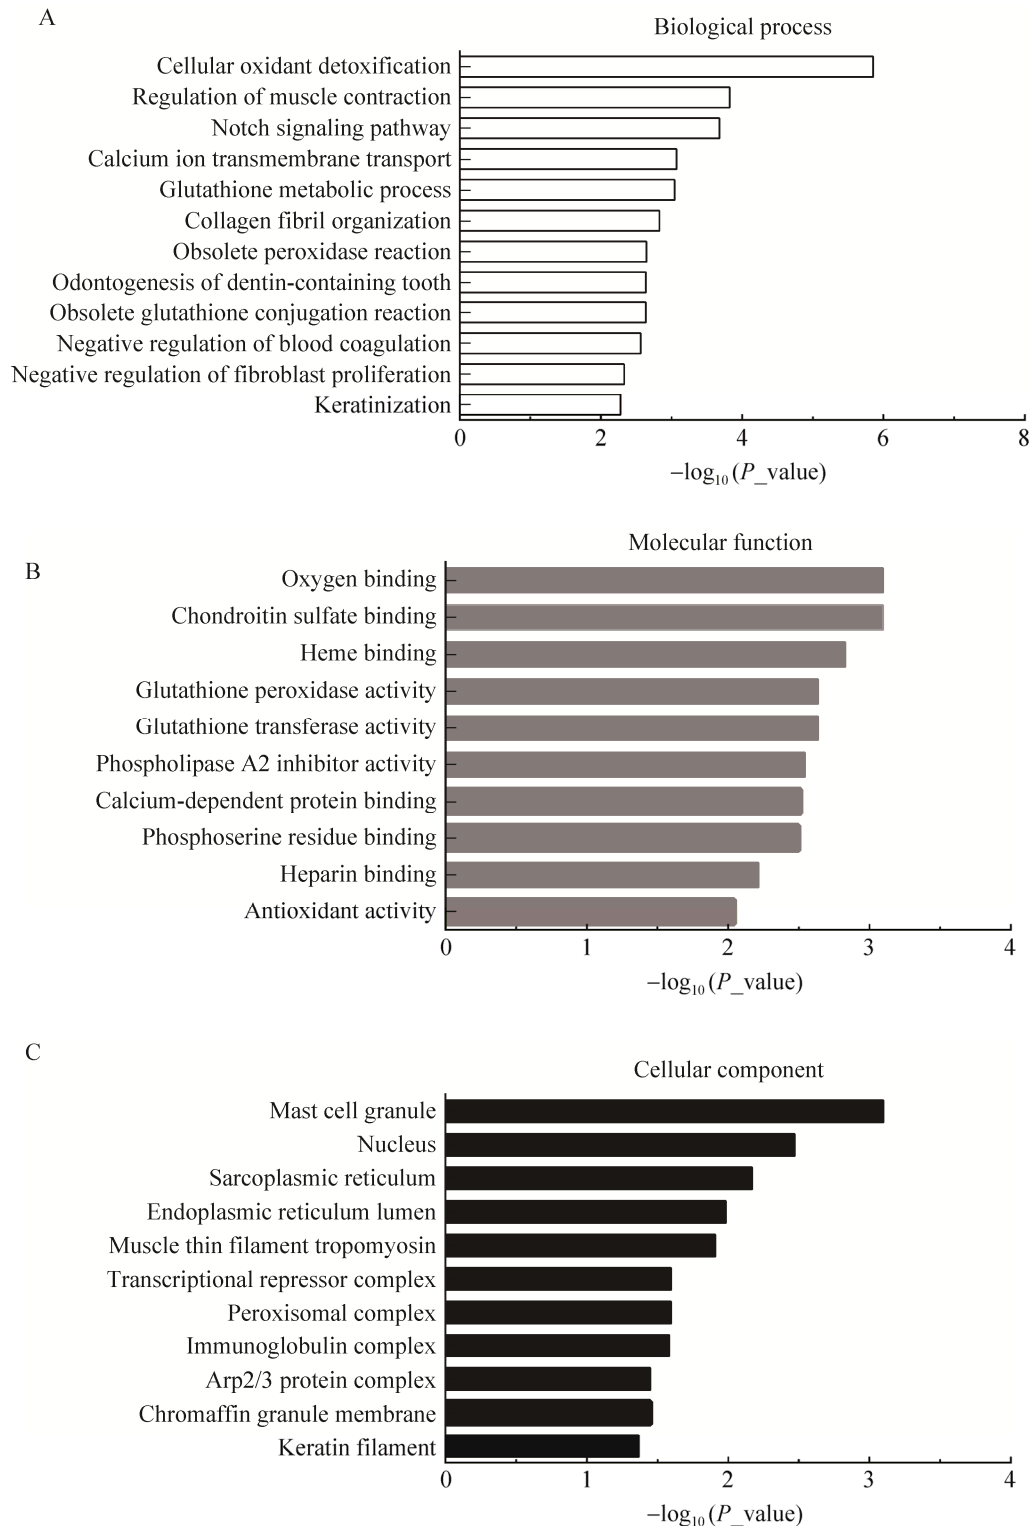 A
Biological process
Cellular oxidant detoxification
Regulation of muscle contraction
Notch signaling pathway
Calcium ion transmembrane transport
Glutathione metabolic process
Collagen fibril organization
Obsolete peroxidase reaction
Odontogenesis of dentin-containing tooth
Obsolete glutathione conjugation reaction
Negative regulation of blood coagulation
Negative regulation of fibroblast proliferation
Keratinization
0 2 4 6 8
−log₁₀ (P_value)
Molecular function
B
Oxygen binding
Chondroitin sulfate binding
Heme binding
Glutathione peroxidase activity
Glutathione transferase activity
Phospholipase A2 inhibitor activity
Calcium-dependent protein binding
Phosphoserine residue binding
Heparin binding
Antioxidant activity
0 1 2 3 4
−log₁₀ (P_value)
C
Cellular component
Mast cell granule
Nucleus
Sarcoplasmic reticulum
Endoplasmic reticulum lumen
Muscle thin filament tropomyosin
Transcriptional repressor complex
Peroxisomal complex
Immunoglobulin complex
Arp2/3 protein complex
Chromaffin granule membrane
Keratin filament
0 1 2 3 4
−log₁₀ (P_value)